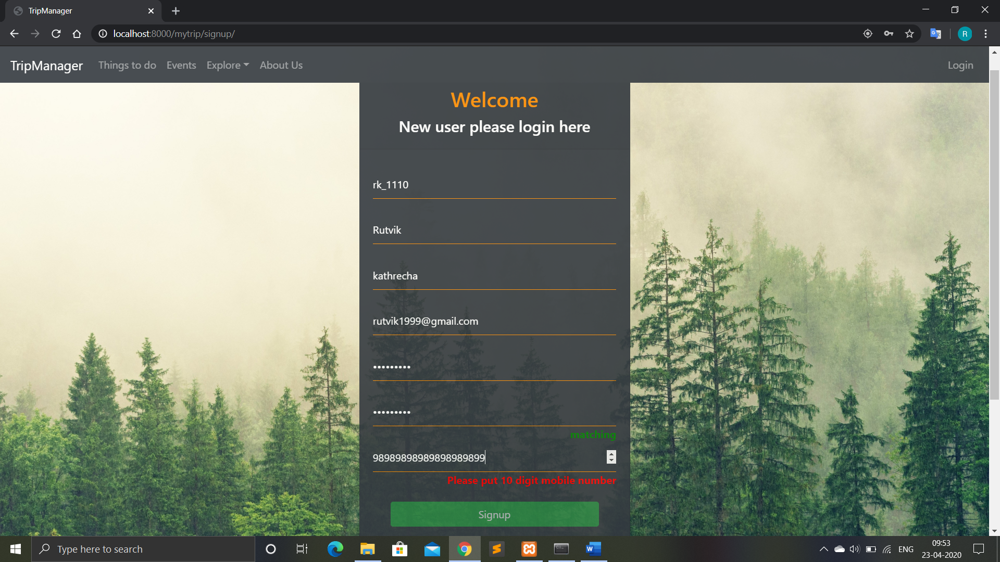 TripManager
localhost:8000/mytrip/signup/
R
TripManager Things to do Events Explore About Us Login
Welcome
New user please login here
rk_1110
Rutvik
kathrecha
rutvik1999@gmail.com
•••••••••
•••••••••
matching
98989898989898989899
Please put 10 digit mobile number
Signup
Type here to search
ENG
09:53
23-04-2020